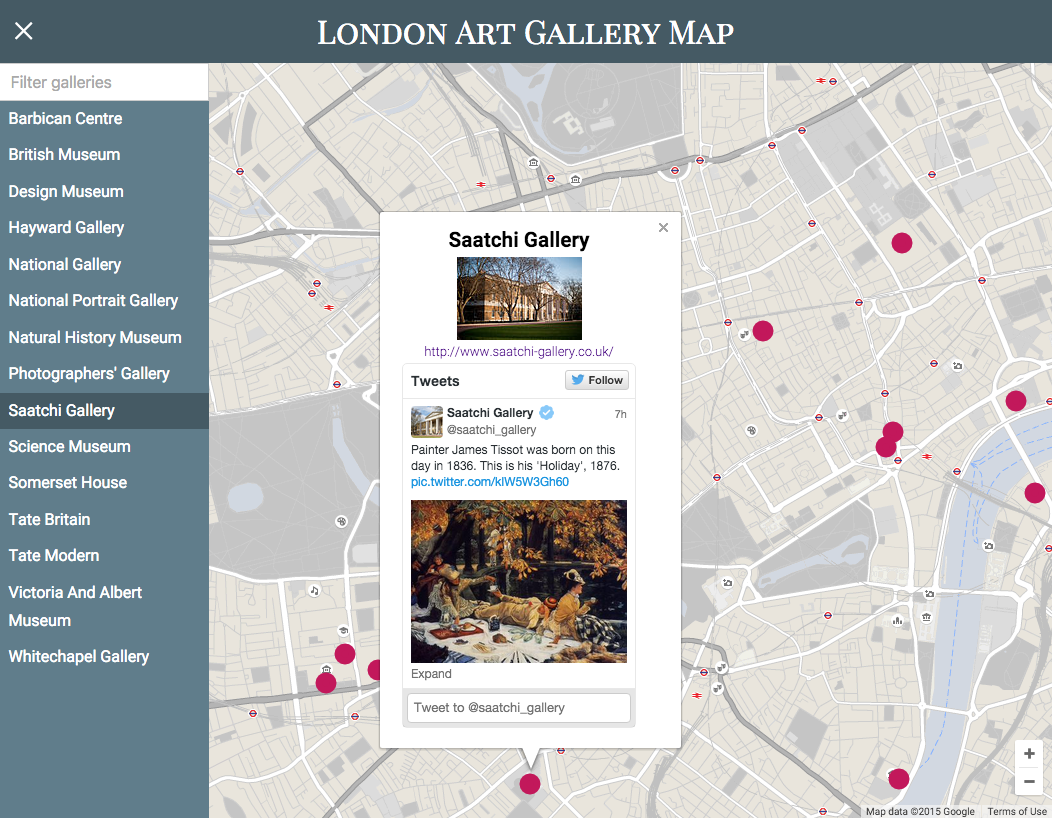 London Art Gallery Map
Filter galleries
Barbican Centre
British Museum
Design Museum
Hayward Gallery
National Gallery
National Portrait Gallery
Natural History Museum
Photographers' Gallery
Saatchi Gallery
Science Museum
Somerset House
Tate Britain
Tate Modern
Victoria And Albert
Museum
Whitechapel Gallery
Saatchi Gallery
http://www.saatchi-gallery.co.uk/
Tweets
Follow
Saatchi Gallery
7h
@saatchi_gallery
Painter James Tissot was born on this
day in 1836. This is his 'Holiday', 1876.
pic.twitter.com/klW5W3Gh60
Expand
Tweet to @saatchi_gallery
Map data ©2015 Google
Terms of Use